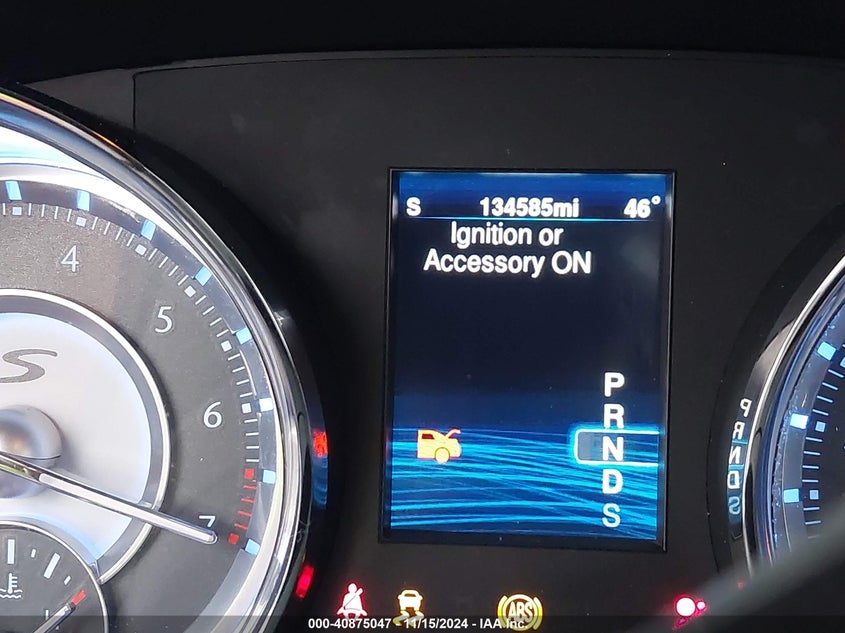 S 134585mi 46°
Ignition or
Accessory ON
4
5
6
7
S
P
R
N
D
S
P
R
N
D
S
ABS
000-40875047 - 11/15/2024 - IAA Inc.